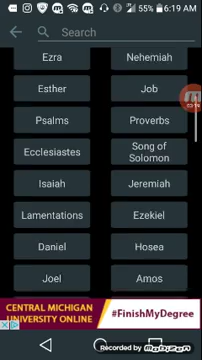 55% 6:19 AM
Search
Ezra Nehemiah
Esther Job
Psalms Proverbs
Ecclesiastes Song of
Solomon
Isaiah Jeremiah
Lamentations Ezekiel
Daniel Hosea
Joel Amos
CENTRAL MICHIGAN
UNIVERSITY ONLINE
#FinishMyDegree
Recorded by